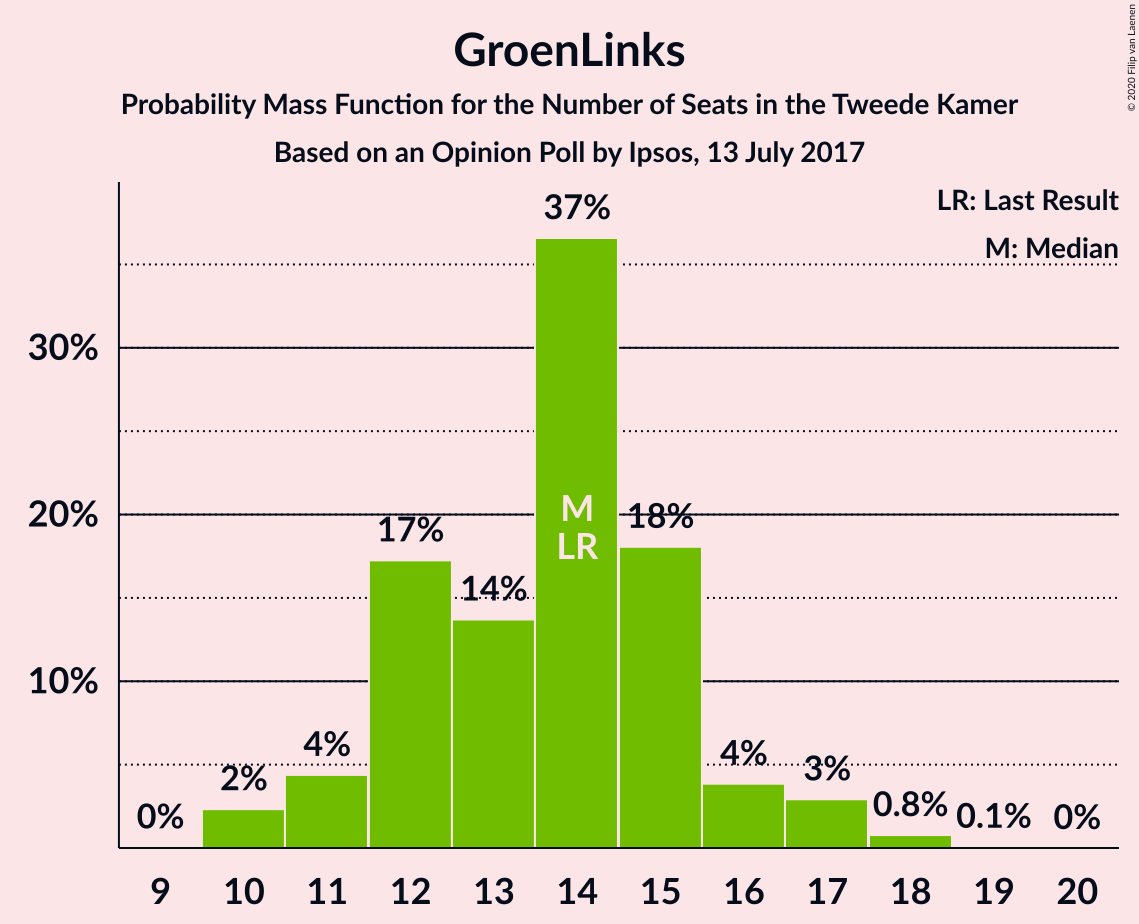 GroenLinks
Probability Mass Function for the Number of Seats in the Tweede Kamer
Based on an Opinion Poll by Ipsos, 13 July 2017
© 2020 Filip van Laenen
LR: Last Result
M: Median
30%
20%
10%
0%
2%
4%
17%
14%
37%
M
LR
18%
4%
3%
0.8%
0.1%
0%
9 10 11 12 13 14 15 16 17 18 19 20